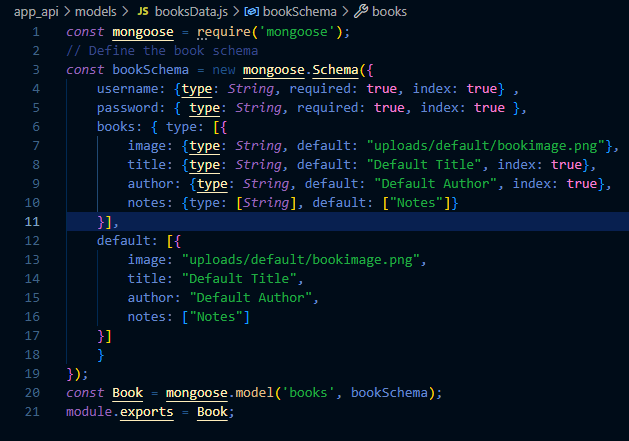 app_api > models > JS booksData.js > bookSchema > books
1 const mongoose = require('mongoose');
2 // Define the book schema
3 const bookSchema = new mongoose.Schema({
4     username: {type: String, required: true, index: true} ,
5     password: { type: String, required: true, index: true },
6     books: { type: [{
7         image: {type: String, default: "uploads/default/bookimage.png"},
8         title: {type: String, default: "Default Title", index: true},
9         author: {type: String, default: "Default Author", index: true},
10         notes: {type: [String], default: ["Notes"]}
11     }],
12     default: [{
13         image: "uploads/default/bookimage.png",
14         title: "Default Title",
15         author: "Default Author",
16         notes: ["Notes"]
17     }]
18     }
19 });
20 const Book = mongoose.model('books', bookSchema);
21 module.exports = Book;